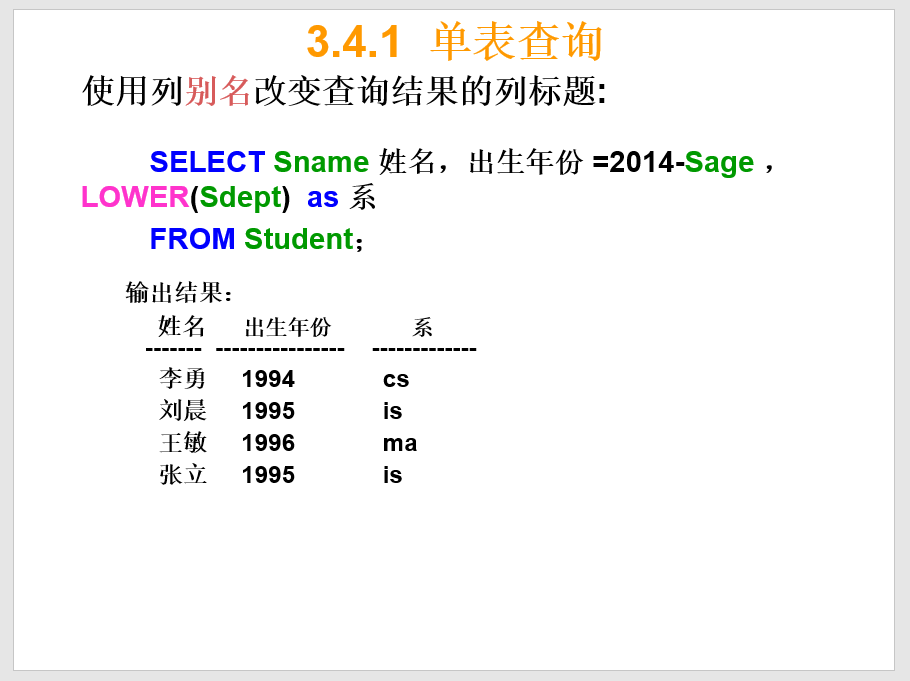 3.4.1 单表查询
使用列别名改变查询结果的列标题:
SELECT Sname 姓名，出生年份 =2014-Sage ，
LOWER(Sdept) as 系
FROM Student；
输出结果：
姓名 出生年份 系
------- ---------------- -------------
李勇 1994 cs
刘晨 1995 is
王敏 1996 ma
张立 1995 is